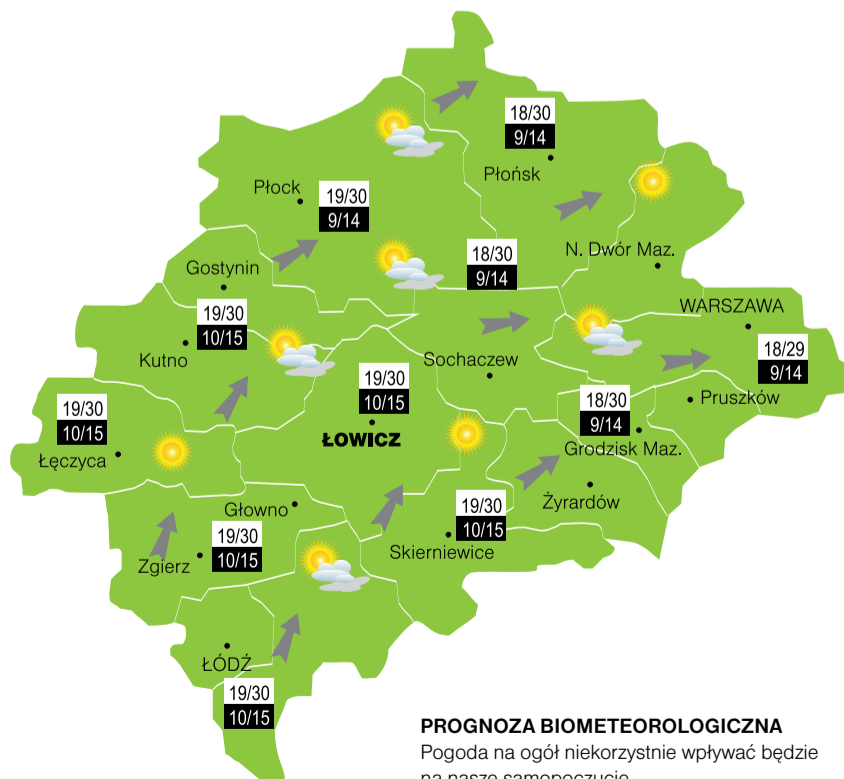 18/30
9/14
Płońsk
Płock
19/30
9/14
18/30
9/14
N. Dwór Maz.
Gostynin
19/30
10/15
Kutno
WARSZAWA
18/29
9/14
Sochaczew
19/30
10/15
ŁOWICZ
19/30
10/15
Łęczyca
18/30
9/14
Grodzisk Maz.
Pruszków
Żyrardów
Głowno
19/30
10/15
Skierniewice
19/30
10/15
Zgierz
ŁÓDŹ
19/30
10/15
PROGNOZA BIOMETEOROLOGICZNA
Pogoda na ogół niekorzystnie wpływać będzie
na nasze samopoczucie